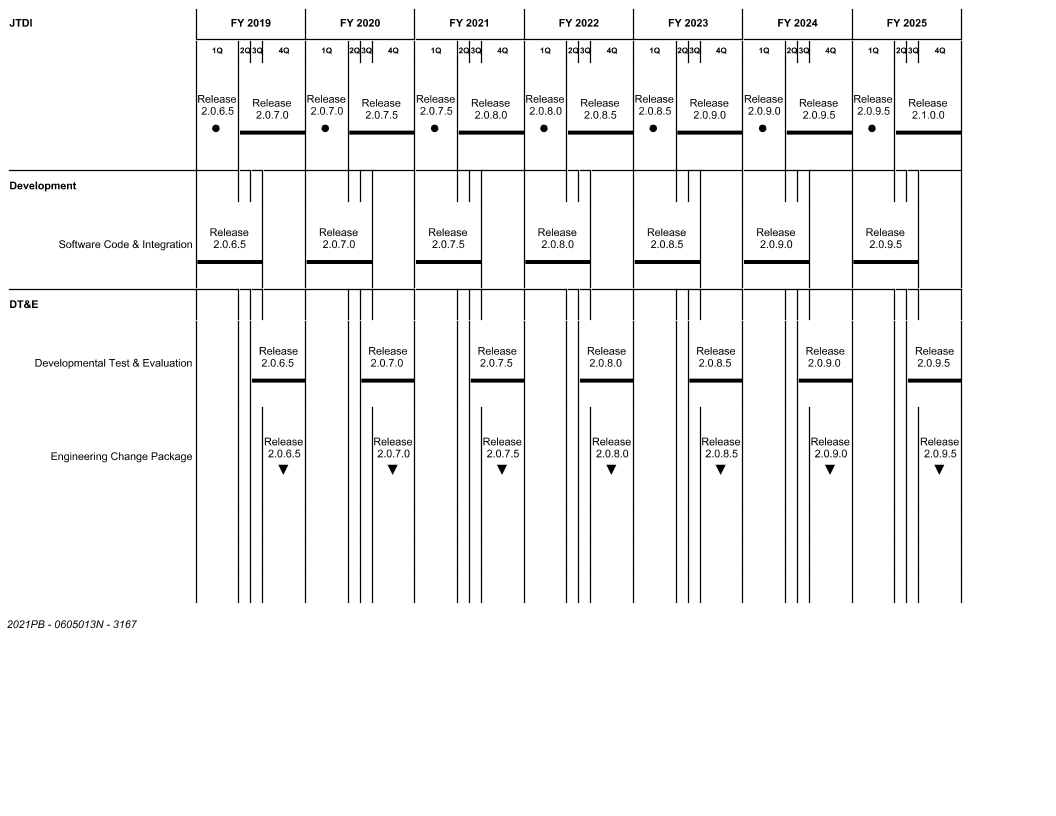 JTDI FY 2019 FY 2020 FY 2021 FY 2022 FY 2023 FY 2024 FY 2025
1Q 2Q 3Q 4Q 1Q 2Q 3Q 4Q 1Q 2Q 3Q 4Q 1Q 2Q 3Q 4Q 1Q 2Q 3Q 4Q 1Q 2Q 3Q 4Q 1Q 2Q 3Q 4Q
Release Release Release Release Release Release Release Release Release Release Release Release Release Release
2.0.6.5 2.0.7.0 2.0.7.0 2.0.7.5 2.0.7.5 2.0.8.0 2.0.8.0 2.0.8.5 2.0.8.5 2.0.9.0 2.0.9.0 2.0.9.5 2.0.9.5 2.1.0.0
Development
Release Release Release Release Release Release Release
Software Code & Integration 2.0.6.5 2.0.7.0 2.0.7.5 2.0.8.0 2.0.8.5 2.0.9.0 2.0.9.5
DT&E
Release Release Release Release Release Release Release
Developmental Test & Evaluation 2.0.6.5 2.0.7.0 2.0.7.5 2.0.8.0 2.0.8.5 2.0.9.0 2.0.9.5
Release Release Release Release Release Release Release
Engineering Change Package 2.0.6.5 2.0.7.0 2.0.7.5 2.0.8.0 2.0.8.5 2.0.9.0 2.0.9.5
2021PB - 0605013N - 3167